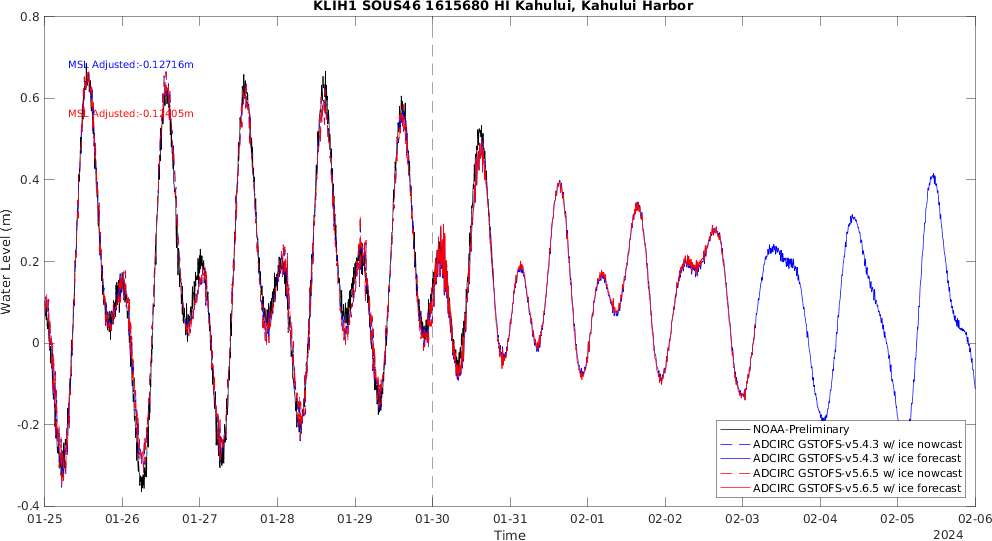 KLIH1 SOUS46 1615680 HI Kahului, Kahului Harbor
0.8
0.6
0.4
0.2
0
-0.2
-0.4
Water Level (m)
MSL Adjusted:-0.12716m
MSL Adjusted:-0.12405m
NOAA-Preliminary
ADCIRC GSTOFS-v5.4.3 w/ ice nowcast
ADCIRC GSTOFS-v5.4.3 w/ ice forecast
ADCIRC GSTOFS-v5.6.5 w/ ice nowcast
ADCIRC GSTOFS-v5.6.5 w/ ice forecast
01-25 01-26 01-27 01-28 01-29 01-30 01-31 02-01 02-02 02-03 02-04 02-05 02-06
Time
2024